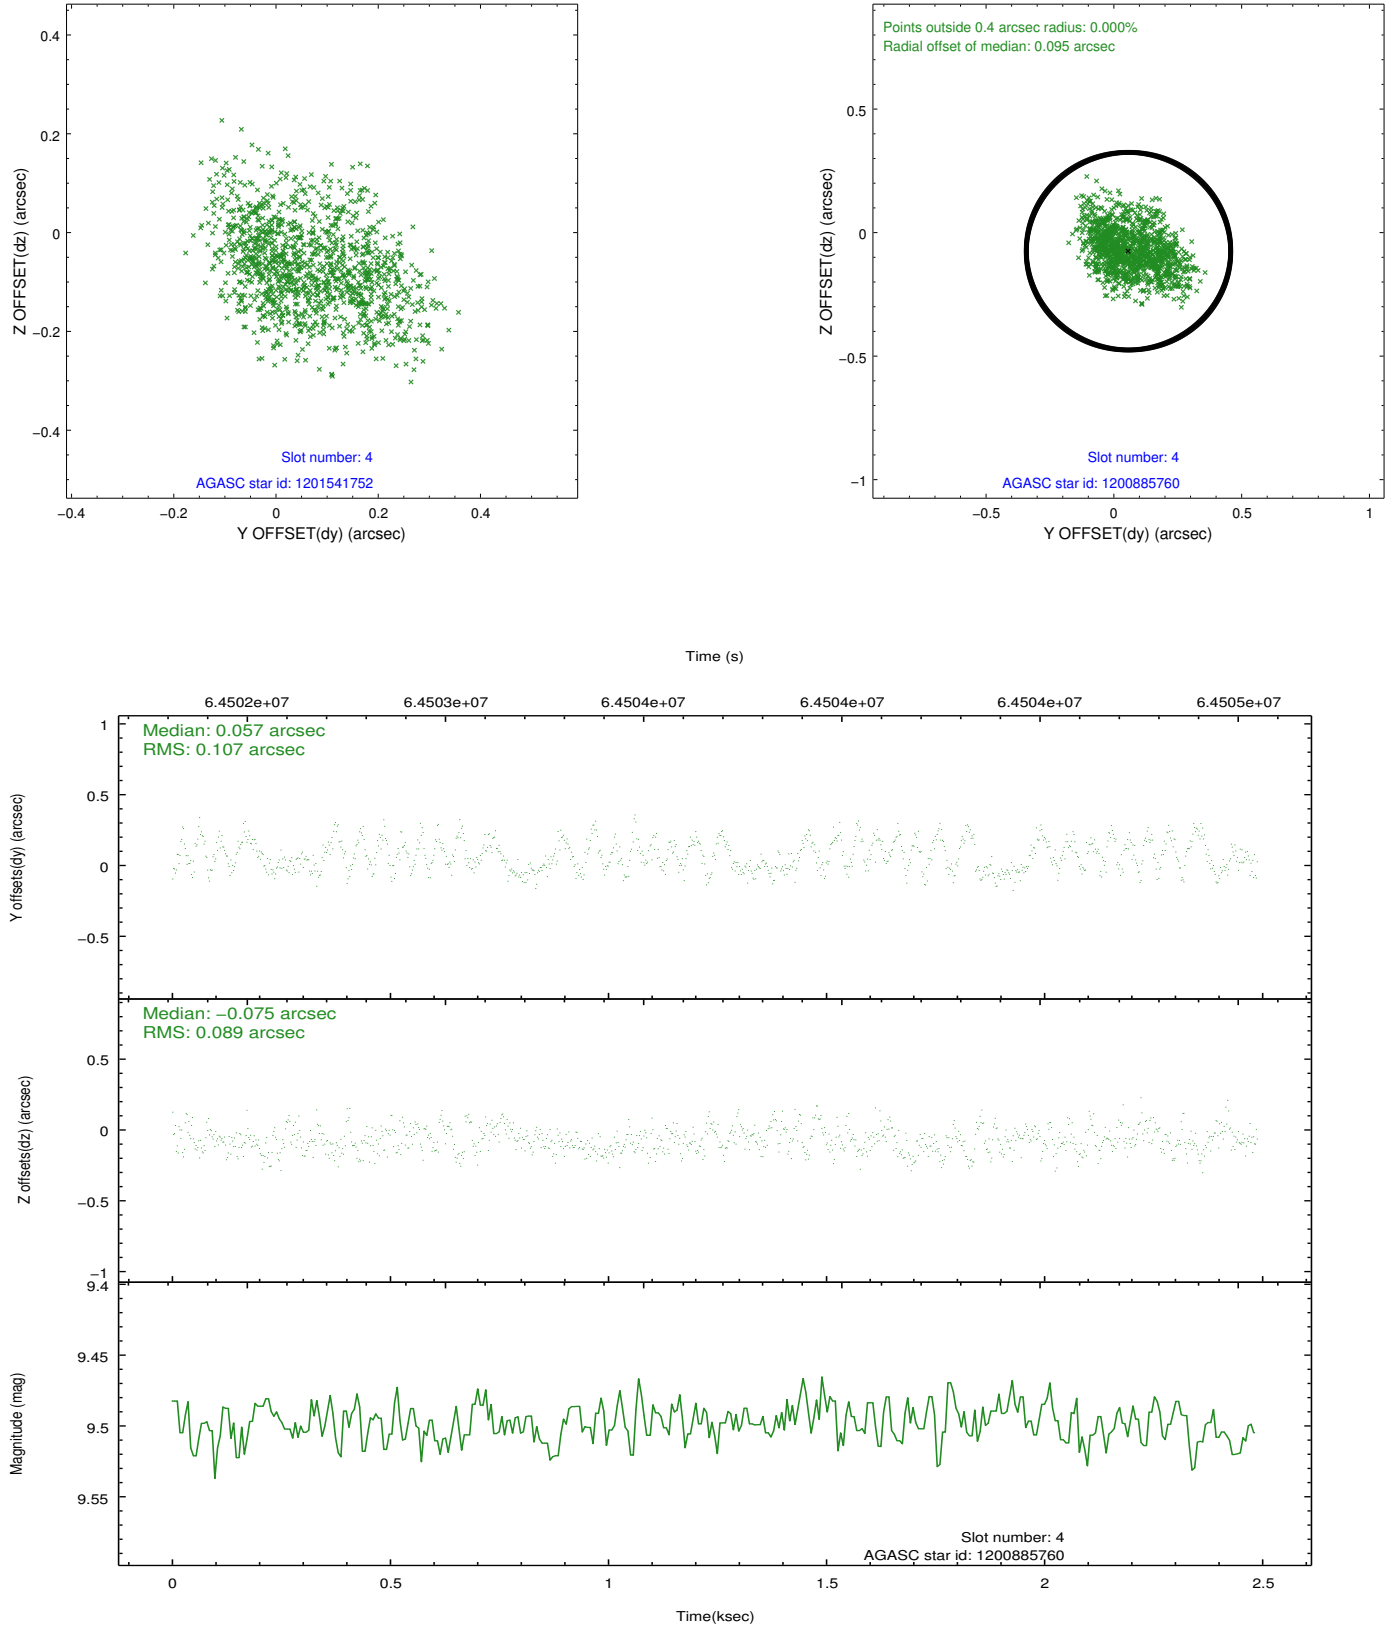 Z OFFSET(dz) (arcsec)
0.4
0.2
0
−0.2
−0.4
Slot number: 4
AGASC star id: 1201541752
−0.4
−0.2
0
0.2
0.4
Y OFFSET(dy) (arcsec)
Points outside 0.4 arcsec radius: 0.000%
Radial offset of median: 0.095 arcsec
Z OFFSET(dz) (arcsec)
0.5
0
−0.5
−1
Slot number: 4
AGASC star id: 1200885760
−0.5
0
0.5
1
Y OFFSET(dy) (arcsec)
Time (s)
6.4502e+07
6.4503e+07
6.4504e+07
6.4504e+07
6.4504e+07
6.4505e+07
Median: 0.057 arcsec
RMS: 0.107 arcsec
Y offsets(dy) (arcsec)
1
0.5
0
−0.5
Median: −0.075 arcsec
RMS: 0.089 arcsec
Z offsets(dz) (arcsec)
0.5
0
−0.5
−1
9.4
9.45
9.5
9.55
Magnitude (mag)
Slot number: 4
AGASC star id: 1200885760
0
0.5
1
1.5
2
2.5
Time(ksec)